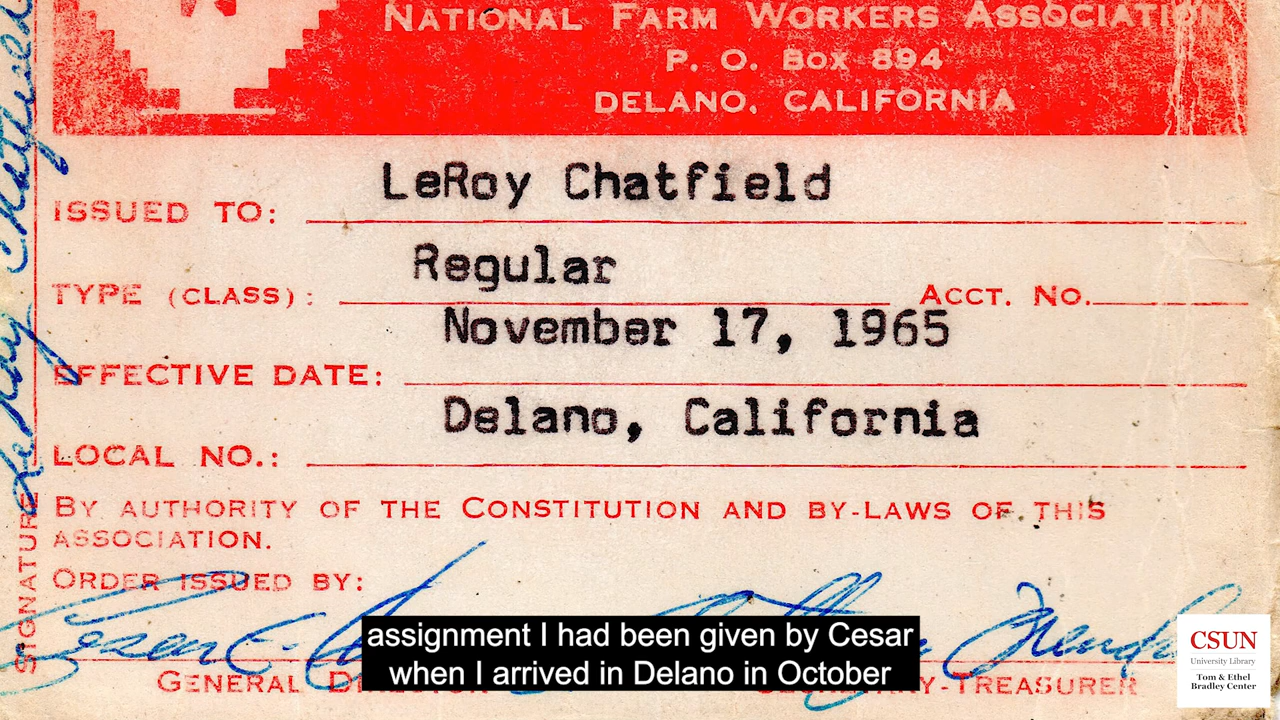 NATIONAL FARM WORKERS ASSOCIATION
P. O. BOX 894
DELANO, CALIFORNIA
ISSUED TO: LeRoy Chatfield
TYPE (CLASS): Regular ACCT. NO.
EFFECTIVE DATE: November 17, 1965
LOCAL NO.: Delano, California
BY AUTHORITY OF THE CONSTITUTION AND BY-LAWS OF THIS
ASSOCIATION.
ORDER ISSUED BY:
Cesar E.
GENERAL
SIGNATURE LeRoy Chatfield
assignment I had been given by Cesar
when I arrived in Delano in October
CSUN
University Library
Tom & Ethel
Bradley Center